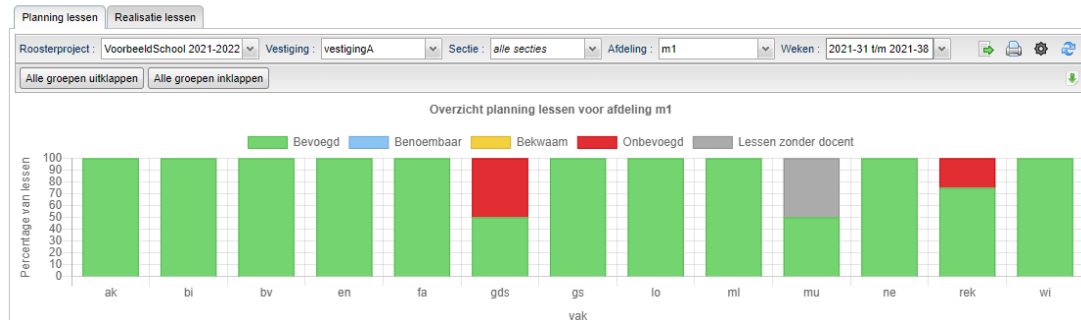 Planning lessen Realisatie lessen
Roosterproject : VoorbeeldSchool 2021-2022 Vestiging : vestigingA Sectie : alle secties Afdeling : m1 Weken : 2021-31 t/m 2021-38
Alle groepen uitklappen Alle groepen inklappen
Overzicht planning lessen voor afdeling m1
Bevoegd Benoembaar Bekwaam Onbevoegd Lessen zonder docent
Percentage van lessen
100
90
80
70
60
50
40
30
20
10
0
ak bi bv en fa gds gs lo ml mu ne rek wi
vak